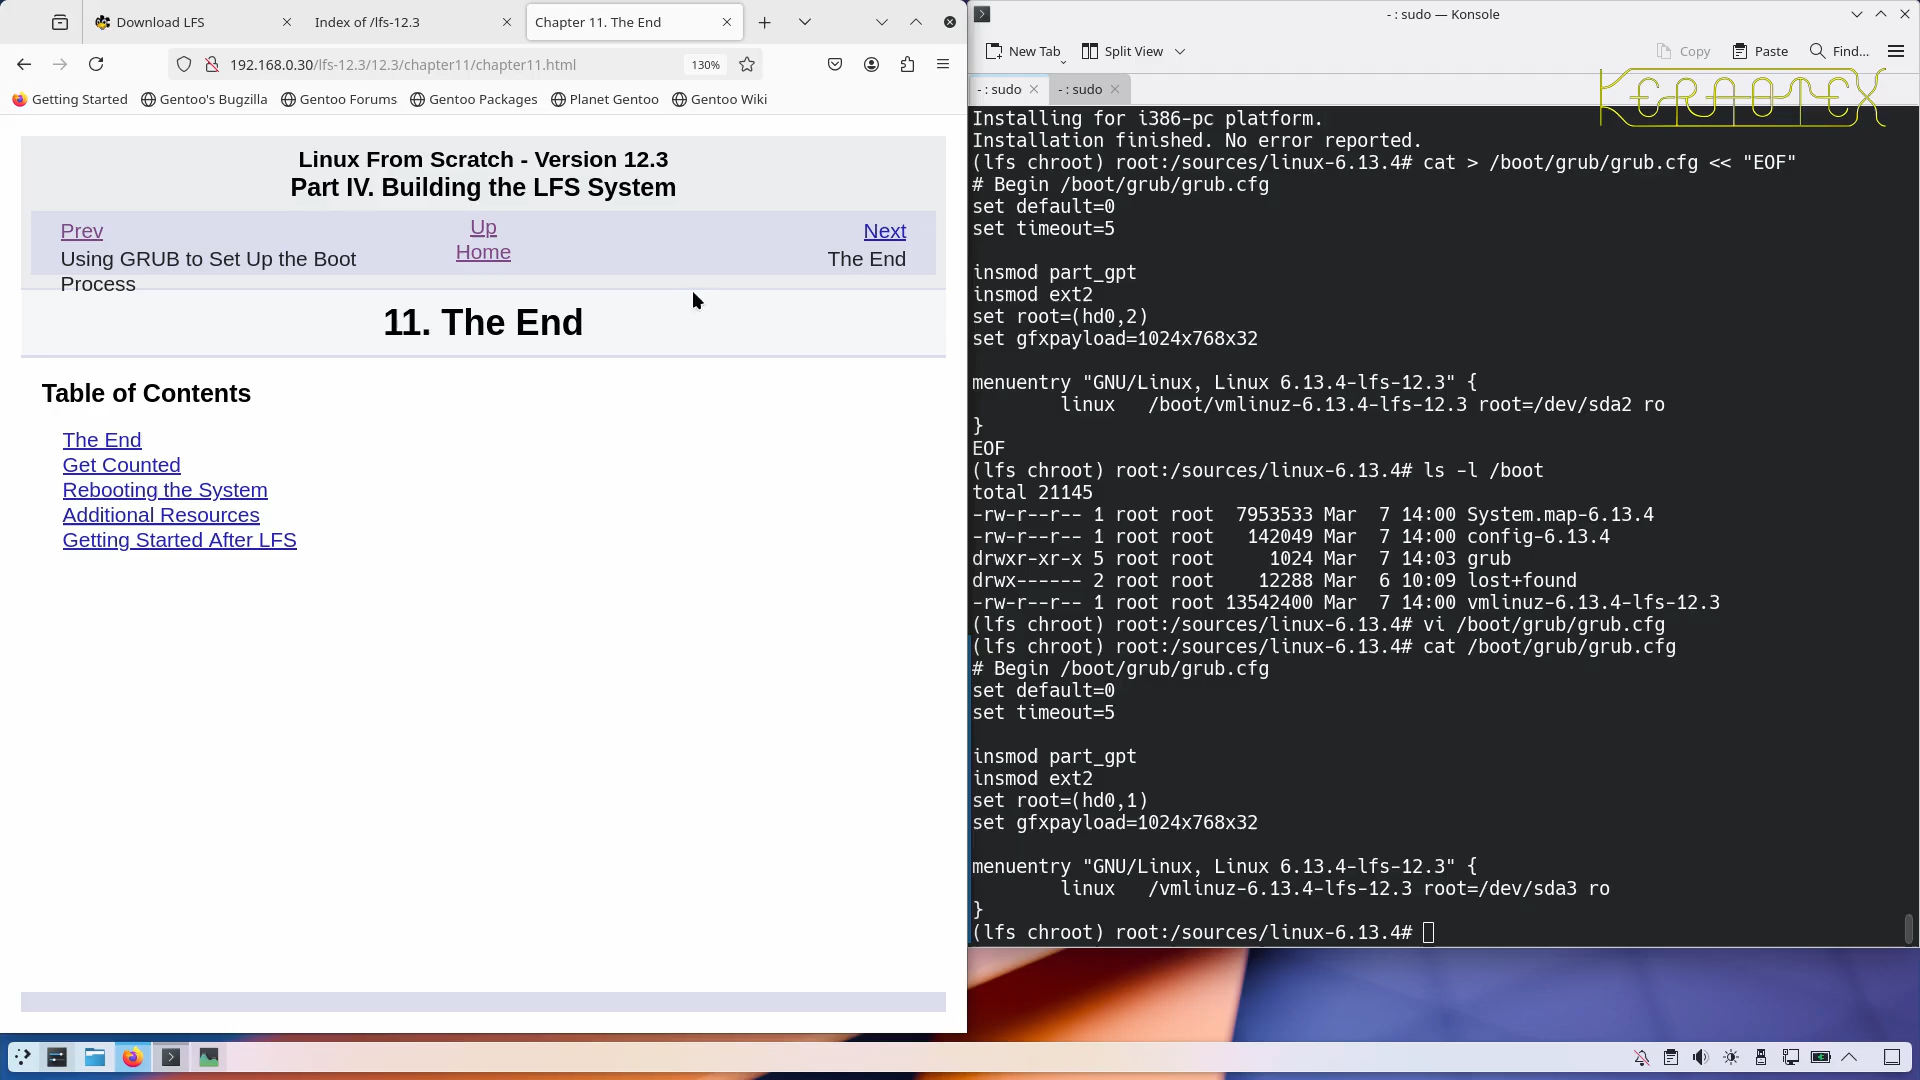 Download LFS
Index of /lfs-12.3
Chapter 11. The End
192.168.0.30/lfs-12.3/12.3/chapter11/chapter11.html
130%
Getting Started
Gentoo's Bugzilla
Gentoo Forums
Gentoo Packages
Planet Gentoo
Gentoo Wiki
Linux From Scratch - Version 12.3
Part IV. Building the LFS System
Prev
Up
Next
Home
Using GRUB to Set Up the Boot
Process
The End
11. The End
Table of Contents
The End
Get Counted
Rebooting the System
Additional Resources
Getting Started After LFS
- : sudo — Konsole
New Tab
Split View
Copy
Paste
Find...
- : sudo
- : sudo
KERAOTEX
Installing for i386-pc platform.
Installation finished. No error reported.
(lfs chroot) root:/sources/linux-6.13.4# cat > /boot/grub/grub.cfg << "EOF"
# Begin /boot/grub/grub.cfg
set default=0
set timeout=5
insmod part_gpt
insmod ext2
set root=(hd0,2)
set gfxpayload=1024x768x32
menuentry "GNU/Linux, Linux 6.13.4-lfs-12.3" {
        linux   /boot/vmlinuz-6.13.4-lfs-12.3 root=/dev/sda2 ro
}
EOF
(lfs chroot) root:/sources/linux-6.13.4# ls -l /boot
total 21145
-rw-r--r-- 1 root root  7953533 Mar  7 14:00 System.map-6.13.4
-rw-r--r-- 1 root root   142049 Mar  7 14:00 config-6.13.4
drwxr-xr-x 5 root root     1024 Mar  7 14:03 grub
drwx------ 2 root root    12288 Mar  6 10:09 lost+found
-rw-r--r-- 1 root root 13542400 Mar  7 14:00 vmlinuz-6.13.4-lfs-12.3
(lfs chroot) root:/sources/linux-6.13.4# vi /boot/grub/grub.cfg
(lfs chroot) root:/sources/linux-6.13.4# cat /boot/grub/grub.cfg
# Begin /boot/grub/grub.cfg
set default=0
set timeout=5
insmod part_gpt
insmod ext2
set root=(hd0,1)
set gfxpayload=1024x768x32
menuentry "GNU/Linux, Linux 6.13.4-lfs-12.3" {
        linux   /vmlinuz-6.13.4-lfs-12.3 root=/dev/sda3 ro
}
(lfs chroot) root:/sources/linux-6.13.4#